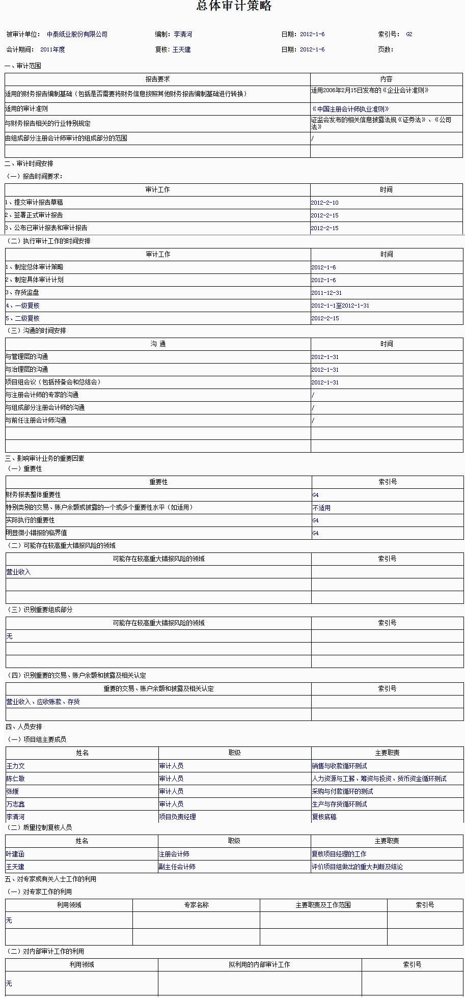 总体审计策略
被审计单位： 中泰纸业股份有限公司 编制：李清河 日期：2012-1-6 索引号： G2
会计期间： 2011年度 复核：王天建 日期：2012-1-6 页数：
一、审计范围
报告要求 内容
适用的财务报告编制基础（包括是否需要将财务信息按照其他财务报告编制基础进行转换） 适用2006年2月15日发布的《企业会计准则》
适用的审计准则 《中国注册会计师执业准则》
与财务报告相关的行业特别规定 证监会发布的相关信息披露法规《证券法》、《公司
法》
由组成部分注册会计师审计的组成部分的范围 /
二、审计时间安排
（一）报告时间要求：
审计工作 时间
1、提交审计报告草稿 2012-2-10
2、签署正式审计报告 2012-2-15
3、公布已审计报表和审计报告 2012-2-15
（二）执行审计工作的时间安排
审计工作 时间
1、制定总体审计策略 2012-1-6
2、制定具体审计计划 2012-1-6
3、存货监盘 2011-12-31
4、一级复核 2012-1-1至2012-1-31
5、二级复核 2012-2-15
（三）沟通的时间安排
沟 通 时间
与管理层的沟通 2012-1-31
与治理层的沟通 2012-1-31
项目组会议（包括预备会和总结会） 2012-1-31
与注册会计师的专家的沟通 /
与组成部分注册会计师的沟通 /
与前任注册会计师沟通 /
三、影响审计业务的重要因素
（一）重要性
重要性 索引号
财务报表整体重要性 G4
特别类别的交易、账户余额或披露的一个或多个重要性水平（如适用） 不适用
实际执行的重要性 G4
明显微小错报的临界值 G4
（二）可能存在较高重大错报风险的领域
可能存在较高重大错报风险的领域 索引号
营业收入
（三）识别重要组成部分
可能存在较高重大错报风险的领域 索引号
无
（四）识别重要的交易、账户余额和披露及相关认定
重要的交易、账户余额和披露及相关认定 索引号
营业收入、应收账款、存货
四、人员安排
（一）项目组主要成员
姓名 职级 主要职责
王力文 审计人员 销售与收款循环测试
陈仁敬 审计人员 人力资源与工薪、筹资与投资、货币资金循环测试
张媛 审计人员 采购与付款循环的测试
万志鑫 审计人员 生产与存货循环测试
李清河 项目负责经理 复核底稿
（二）质量控制复核人员
姓名 职级 主要职责
叶建函 注册会计师 复核项目经理的工作
王天建 副主任会计师 评价项目组做出的重大判断及结论
五、对专家或有关人士工作的利用
（一）对专家工作的利用
利用领域 专家名称 主要职责及工作范围 索引号
无
（二）对内部审计工作的利用
利用领域 拟利用的内部审计工作 索引号
无